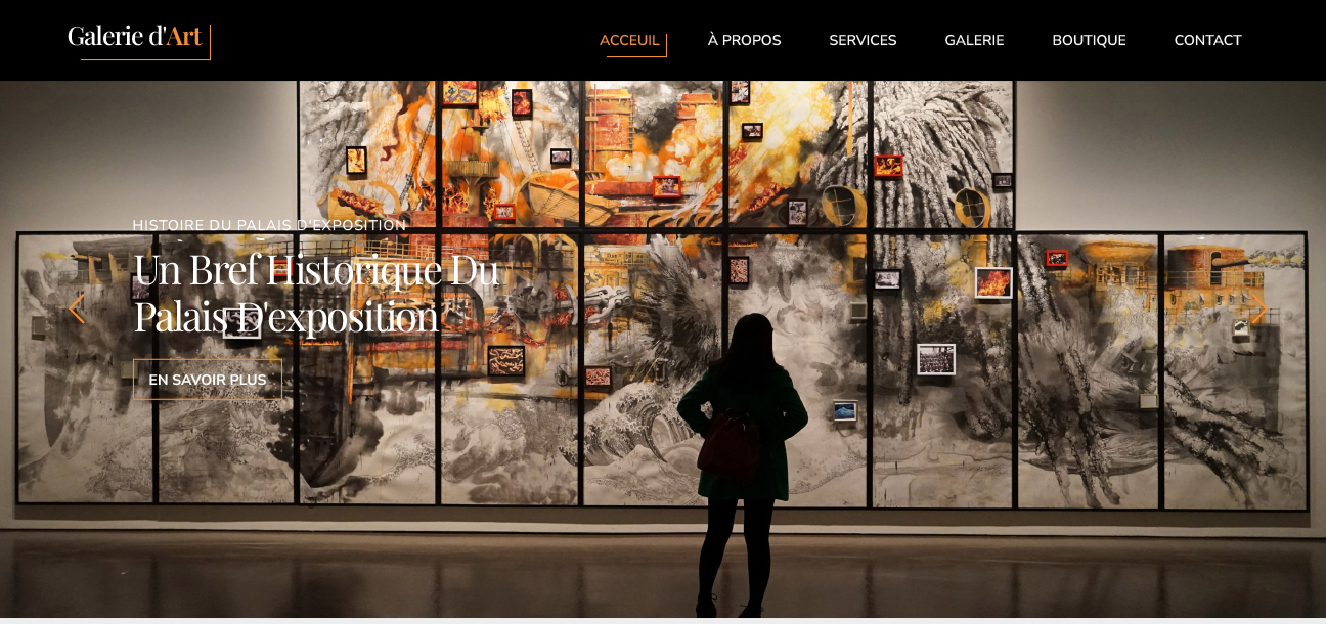 Galerie d'Art
ACCEUIL À PROPOS SERVICES GALERIE BOUTIQUE CONTACT
HISTOIRE DU PALAIS D'EXPOSITION
Un Bref Historique Du
Palais D'exposition
EN SAVOIR PLUS